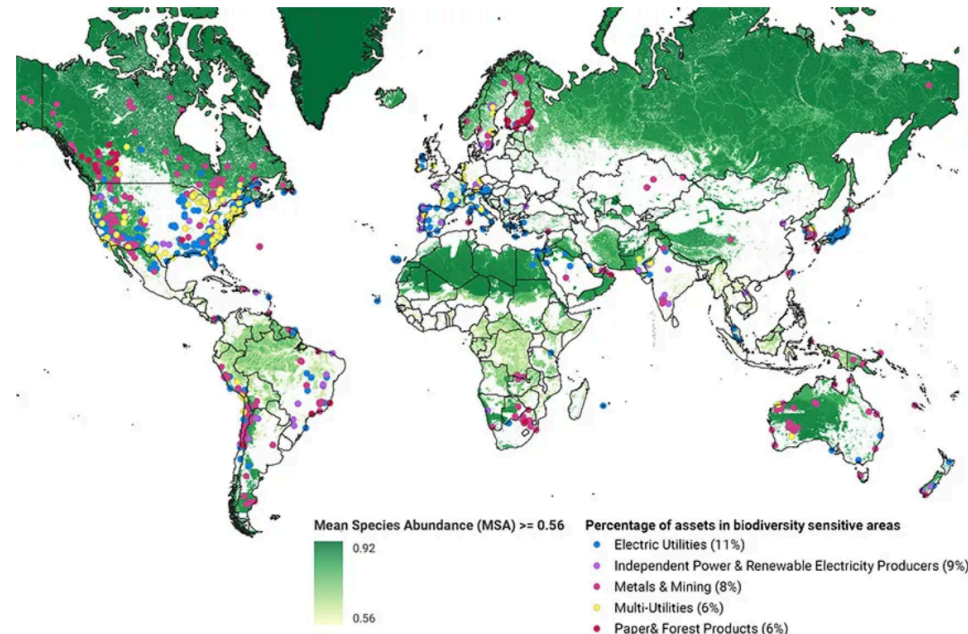 Mean Species Abundance (MSA) >= 0.56
0.92
0.56
Percentage of assets in biodiversity sensitive areas
Electric Utilities (11%)
Independent Power & Renewable Electricity Producers (9%)
Metals & Mining (8%)
Multi-Utilities (6%)
Paper& Forest Products (6%)